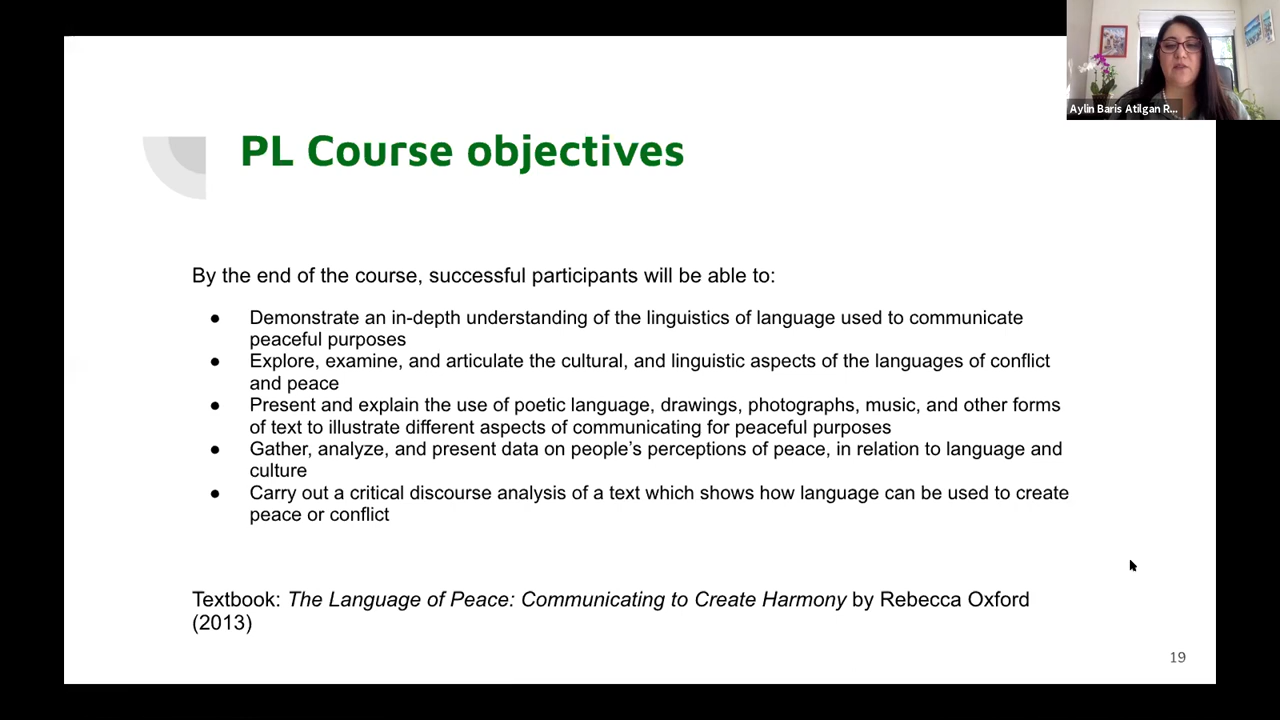 Aylin Baris Atilgan R...
PL Course objectives
By the end of the course, successful participants will be able to:
● Demonstrate an in-depth understanding of the linguistics of language used to communicate
peaceful purposes
● Explore, examine, and articulate the cultural, and linguistic aspects of the languages of conflict
and peace
● Present and explain the use of poetic language, drawings, photographs, music, and other forms
of text to illustrate different aspects of communicating for peaceful purposes
● Gather, analyze, and present data on people’s perceptions of peace, in relation to language and
culture
● Carry out a critical discourse analysis of a text which shows how language can be used to create
peace or conflict
Textbook: The Language of Peace: Communicating to Create Harmony by Rebecca Oxford
(2013)
19